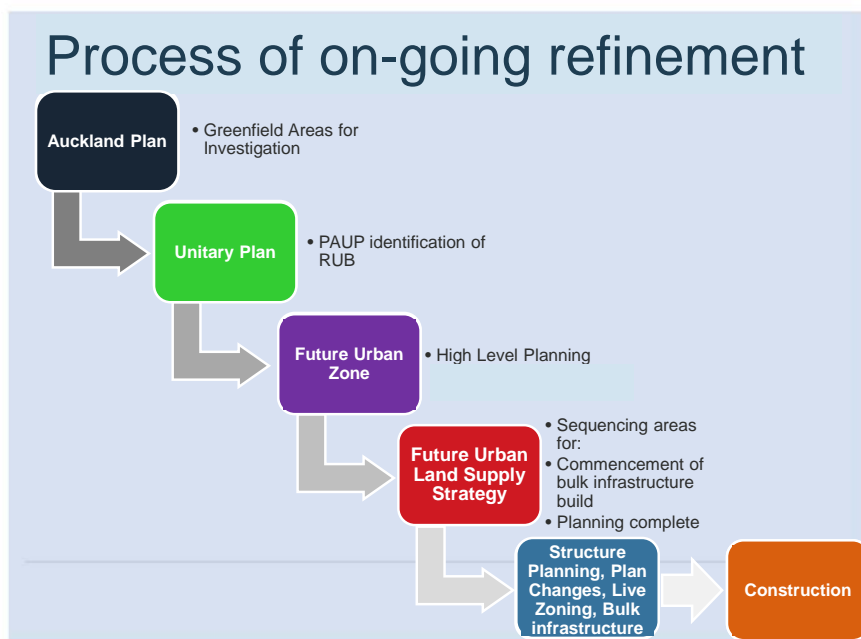 Process of on-going refinement
Auckland Plan
• Greenfield Areas for
Investigation
Unitary Plan
• PAUP identification of
RUB
Future Urban
Zone
• High Level Planning
Future Urban
Land Supply
Strategy
• Sequencing areas
for:
• Commencement of
bulk infrastructure
build
• Planning complete
Structure
Planning, Plan
Changes, Live
Zoning, Bulk
infrastructure
Construction